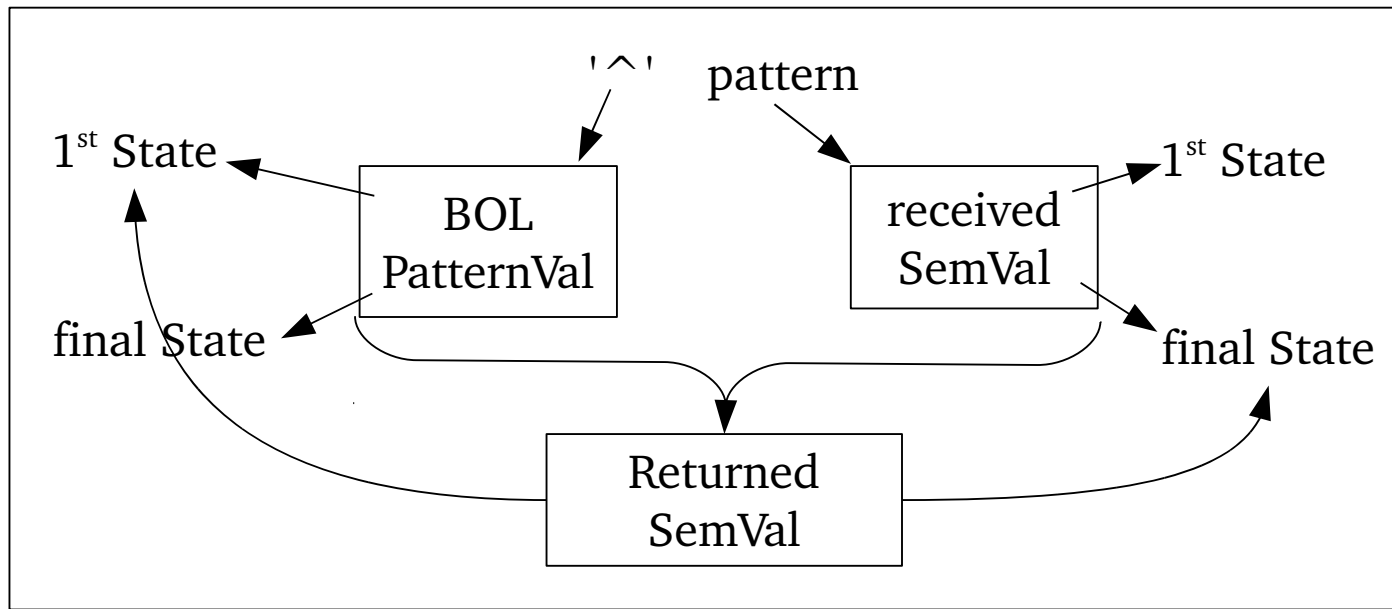 '^' pattern
1st State
BOL
PatternVal
received
SemVal
1st State
final State
final State
Returned
SemVal